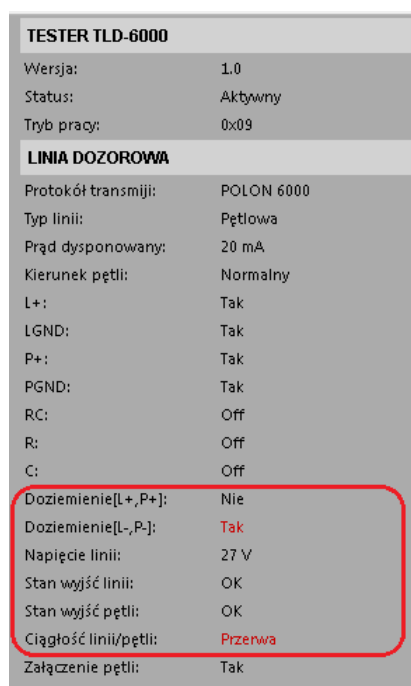 TESTER TLD-6000
Wersja: 1.0
Status: Aktywny
Tryb pracy: 0x09
LINIA DOZOROWA
Protokół transmiji: POLON 6000
Typ linii: Pętlowa
Prąd dysponowany: 20 mA
Kierunek pętli: Normalny
L+: Tak
LGND: Tak
P+: Tak
PGND: Tak
RC: Off
R: Off
C: Off
Doziemienie[L+,P+]: Nie
Doziemienie[L-,P-]: Tak
Napięcie linii: 27 V
Stan wyjść linii: OK
Stan wyjść pętli: OK
Ciągłość linii/pętli: Przerwa
Załączenie pętli: Tak